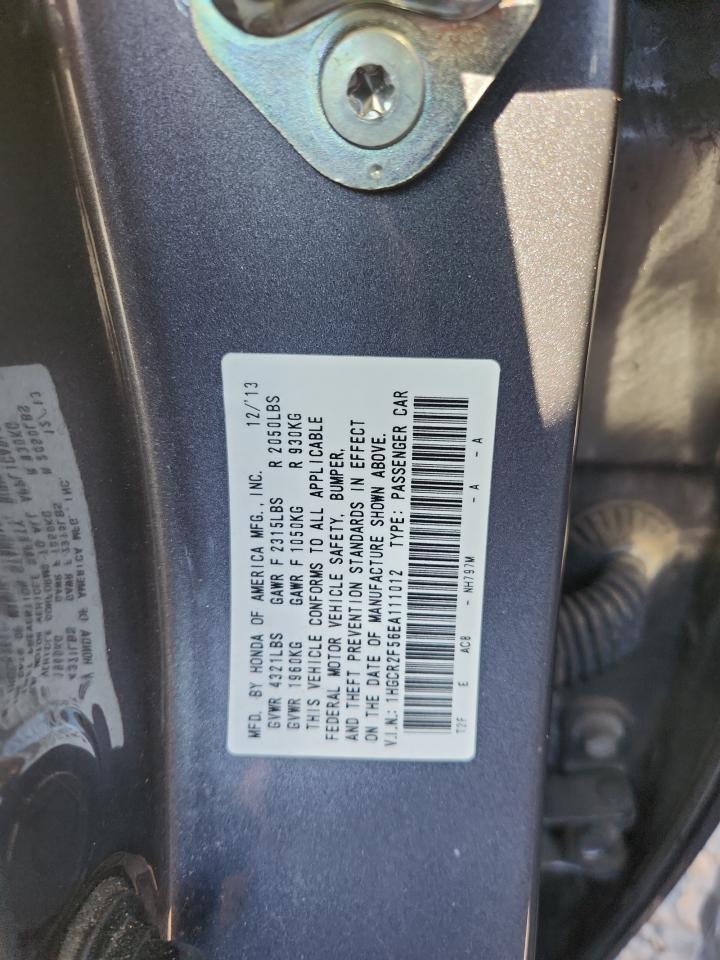 MFD. BY HONDA OF AMERICA MFG., INC. 12/'13
GVWR 4321LBS GAWR F 2315LBS R 2050LBS
GVWR 1960KG GAWR F 1050KG R 930KG
THIS VEHICLE CONFORMS TO ALL APPLICABLE
FEDERAL MOTOR VEHICLE SAFETY, BUMPER,
AND THEFT PREVENTION STANDARDS IN EFFECT
ON THE DATE OF MANUFACTURE SHOWN ABOVE.
V.I.N.: 1HGCR2F56EA111012 TYPE: PASSENGER CAR
T2F E AC8 - NH797M - A - A